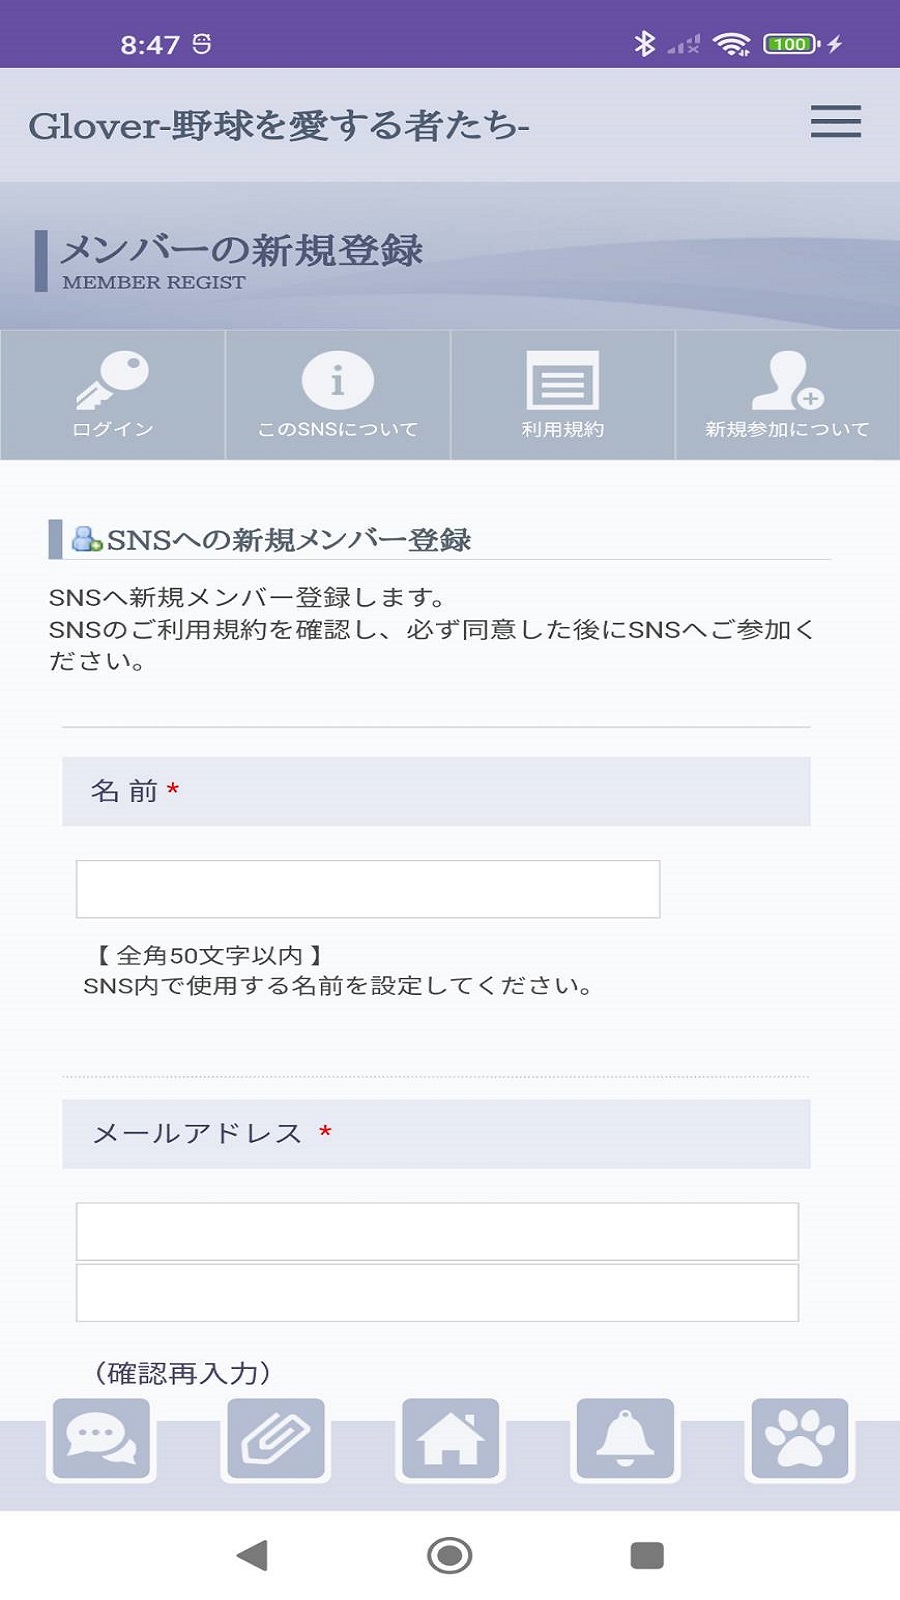 8:47
100
Glover-野球を愛する者たち-
メンバーの新規登録
MEMBER REGIST
ログイン
このSNSについて
利用規約
新規参加について
SNSへの新規メンバー登録
SNSへ新規メンバー登録します。
SNSのご利用規約を確認し、必ず同意した後にSNSへご参加く
ださい。
名 前 *
【 全角50文字以内 】
SNS内で使用する名前を設定してください。
メールアドレス *
（確認再入力）